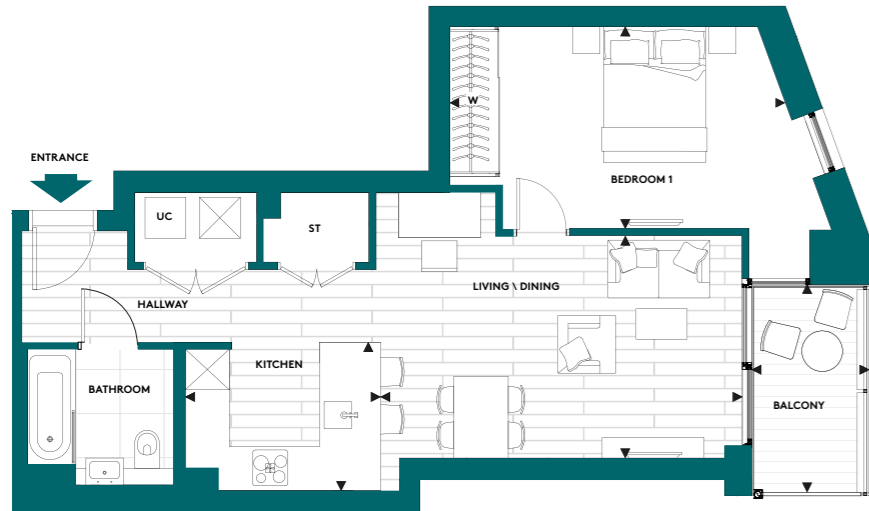 W
BEDROOM 1
ENTRANCE
UC
ST
LIVING \ DINING
HALLWAY
KITCHEN
BATHROOM
BALCONY